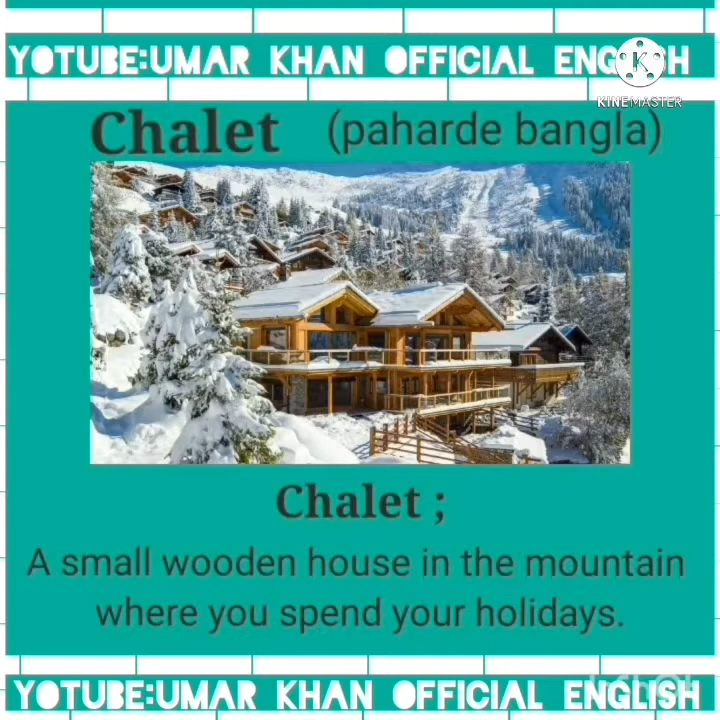 YOTUBE:UMAR KHAN OFFICIAL ENGLISH
KINEMASTER
Chalet (paharde bangla)
Chalet ;
A small wooden house in the mountain
where you spend your holidays.
YOTUBE:UMAR KHAN OFFICIAL ENGLISH